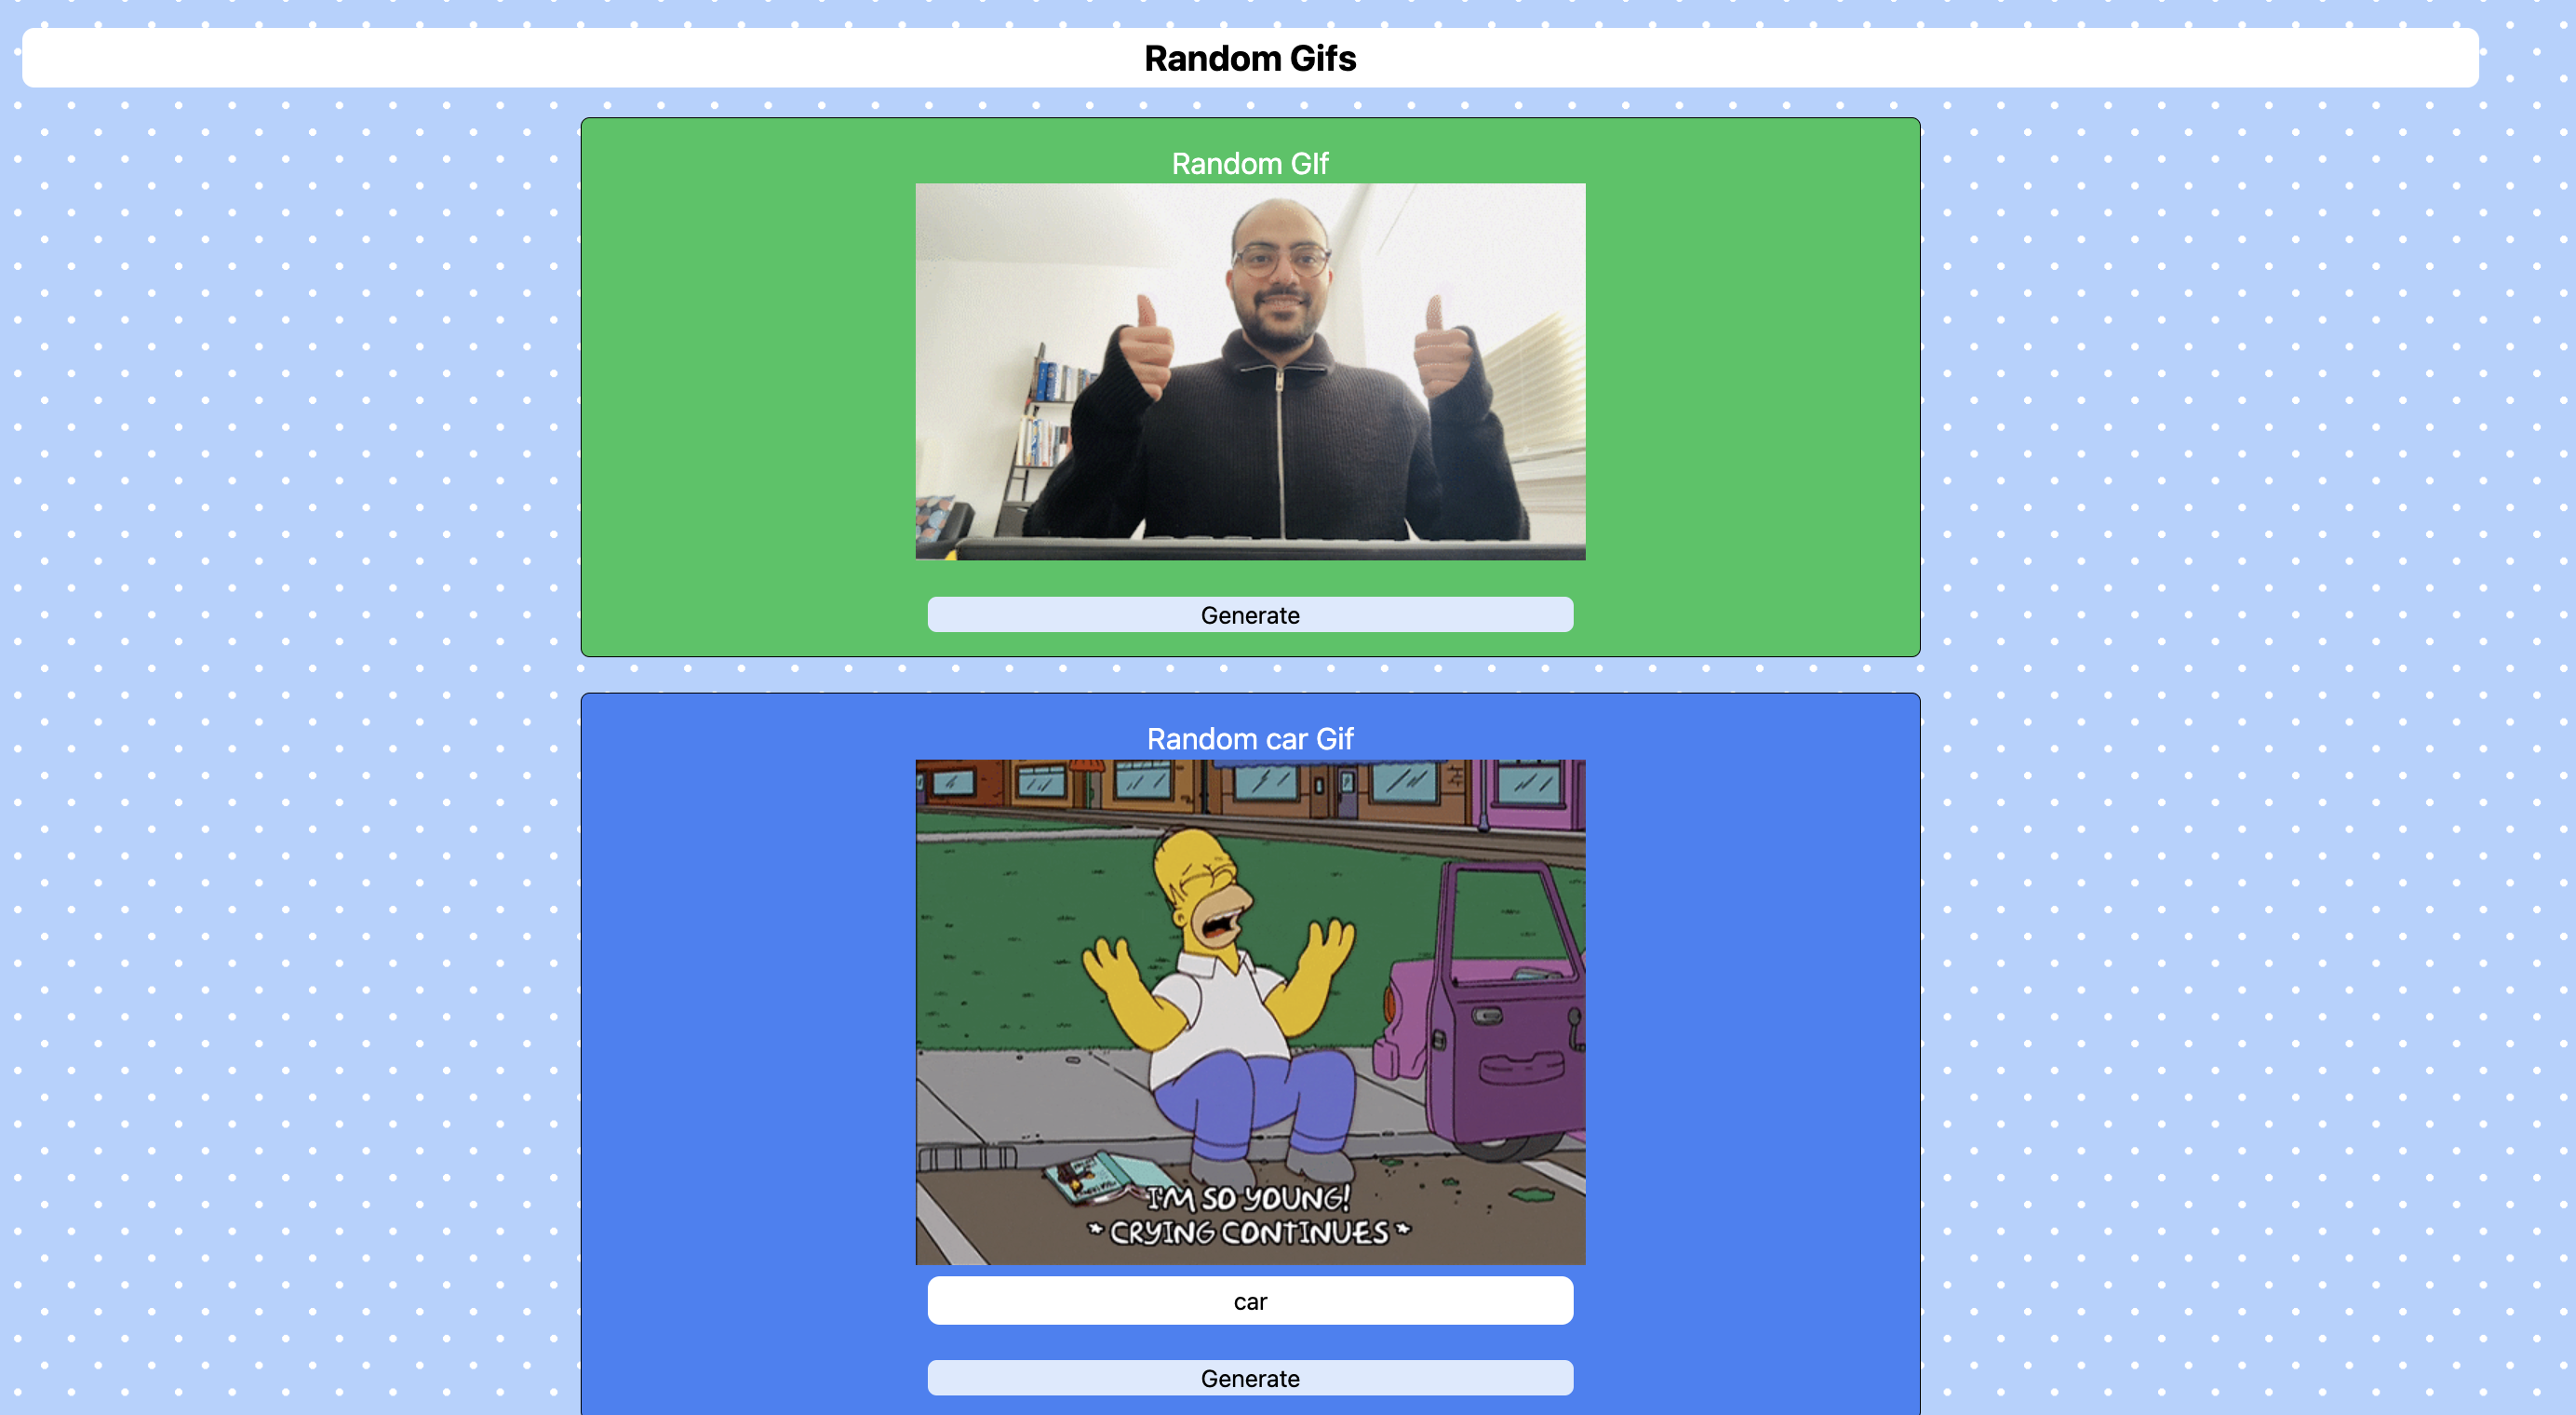 Random Gifs
Random GIf
Generate
Random car Gif
I'M SO YOUNG!
* CRYING CONTINUES *
car
Generate